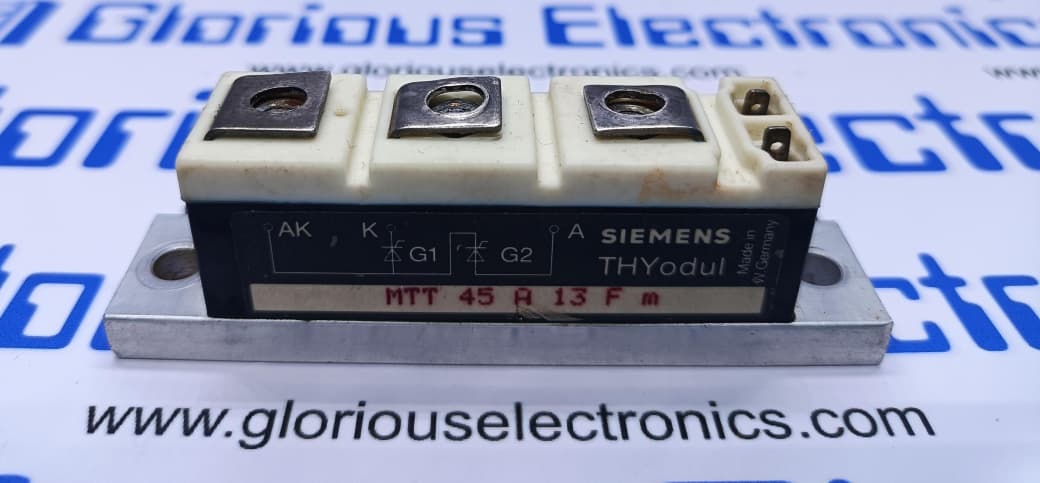 Glorious Electronics
www.gloriouselectronics.com
AK K G1 G2 A
SIEMENS
THYodul
Made in
W.Germany
MTT 45 A 13 F m
www.gloriouselectronics.com